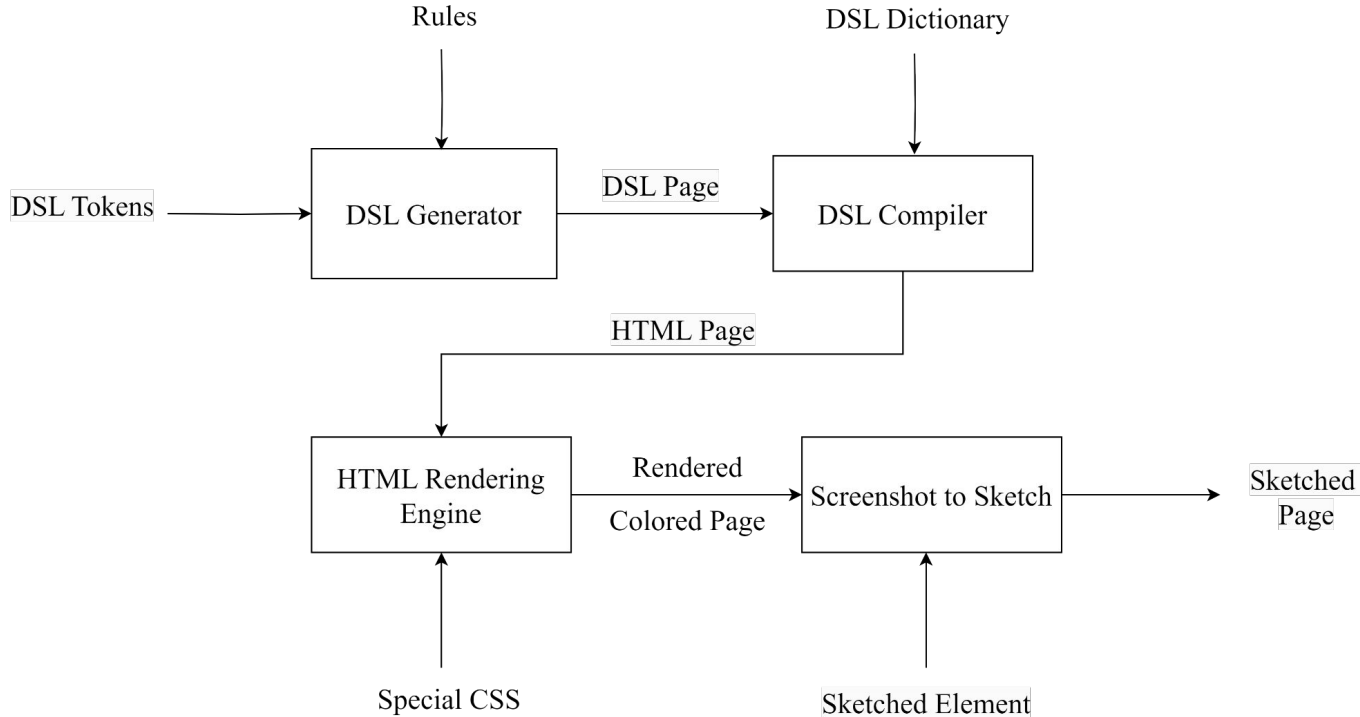 Rules
DSL Dictionary
DSL Tokens
DSL Generator
DSL Page
DSL Compiler
HTML Page
HTML Rendering
Engine
Rendered
Colored Page
Screenshot to Sketch
Sketched
Page
Special CSS
Sketched Element